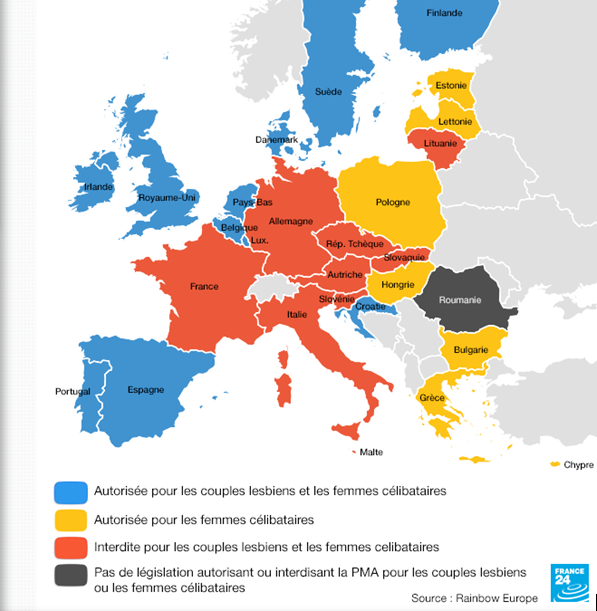 Finlande
Suède
Estonie
Lettonie
Lituanie
Danemark
Irlande
Royaume-Uni
Pays-Bas
Belgique
Lux.
Allemagne
Pologne
Rép. Tchèque
Slovaquie
Autriche
Hongrie
France
Slovénie
Croatie
Roumanie
Italie
Bulgarie
Portugal
Espagne
Grèce
Malte
Chypre
Autorisée pour les couples lesbiens et les femmes célibataires
Autorisée pour les femmes célibataires
Interdite pour les couples lesbiens et les femmes celibataires
Pas de législation autorisant ou interdisant la PMA pour les couples lesbiens
ou les femmes célibataires
Source : Rainbow Europe
FRANCE
24